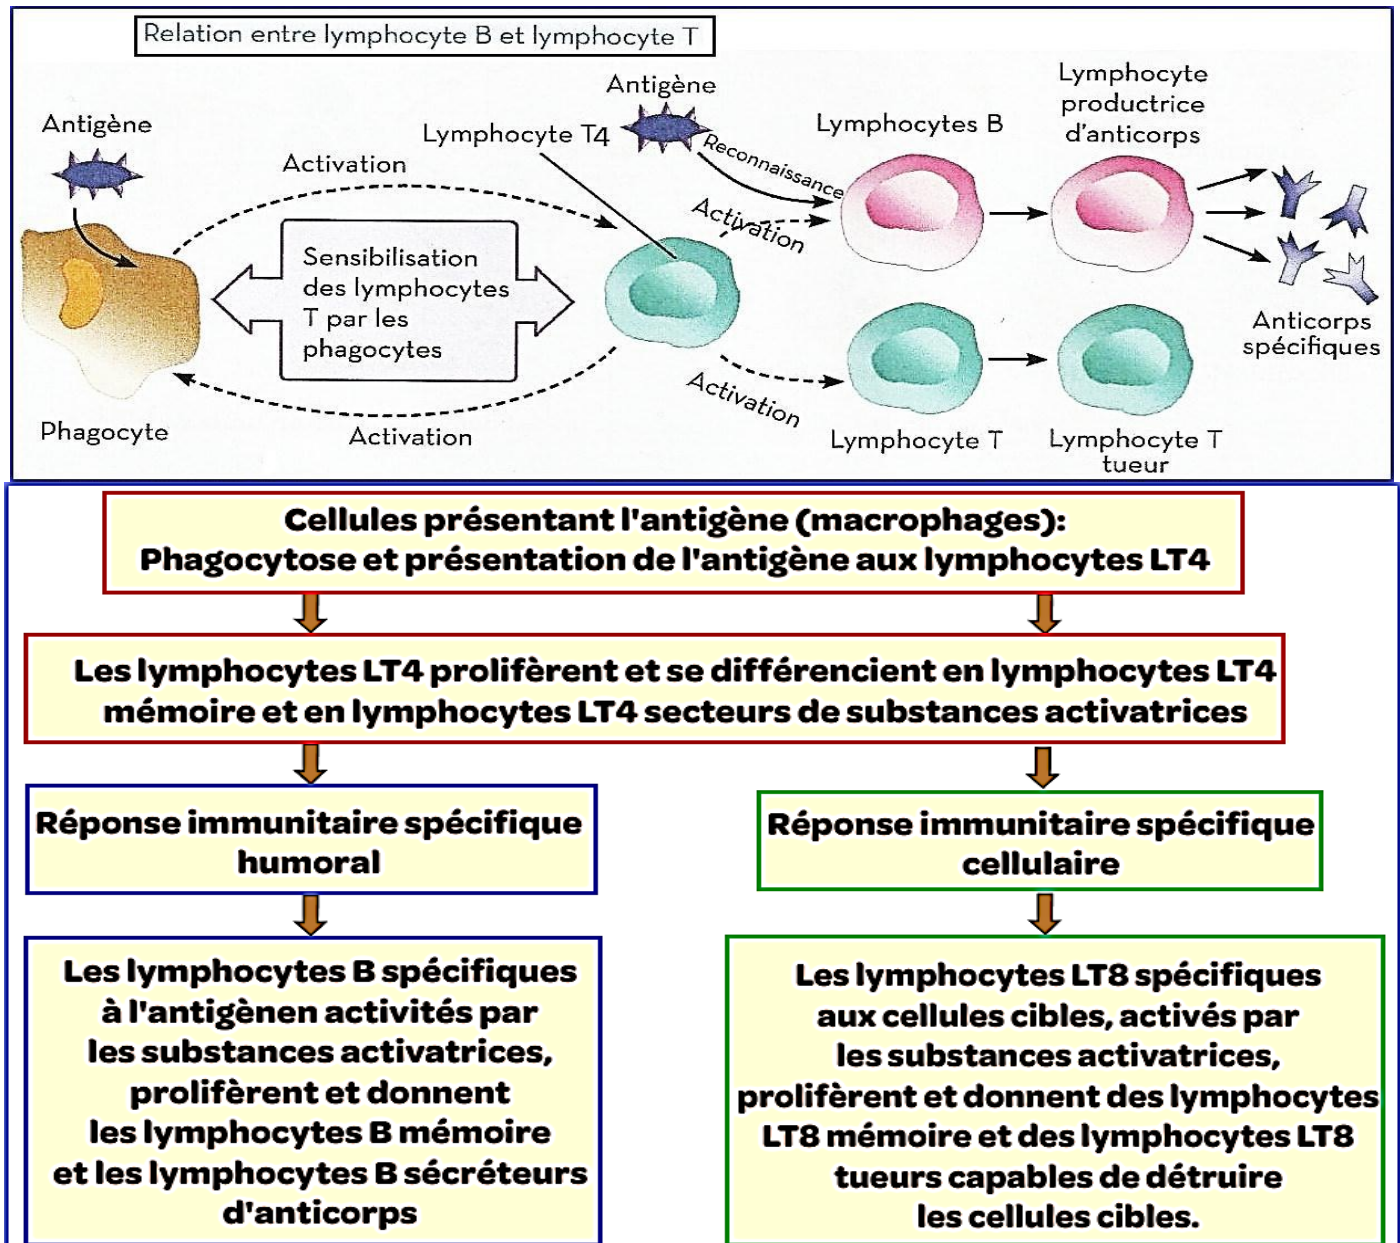 Relation entre lymphocyte B et lymphocyte T
Antigène
Activation
Lymphocyte T4
Antigène
Reconnaissance
Activation
Lymphocytes B
Lymphocyte
productrice
d'anticorps
Sensibilisation
des lymphocytes
T par les
phagocytes
Anticorps
spécifiques
Phagocyte
Activation
Activation
Lymphocyte T
Lymphocyte T
tueur
Cellules présentant l'antigène (macrophages):
Phagocytose et présentation de l'antigène aux lymphocytes LT4
Les lymphocytes LT4 prolifèrent et se différencient en lymphocytes LT4
mémoire et en lymphocytes LT4 secteurs de substances activatrices
Réponse immunitaire spécifique
humoral
Réponse immunitaire spécifique
cellulaire
Les lymphocytes B spécifiques
à l'antigènen activités par
les substances activatrices,
prolifèrent et donnent
les lymphocytes B mémoire
et les lymphocytes B sécréteurs
d'anticorps
Les lymphocytes LT8 spécifiques
aux cellules cibles, activés par
les substances activatrices,
prolifèrent et donnent des lymphocytes
LT8 mémoire et des lymphocytes LT8
tueurs capables de détruire
les cellules cibles.